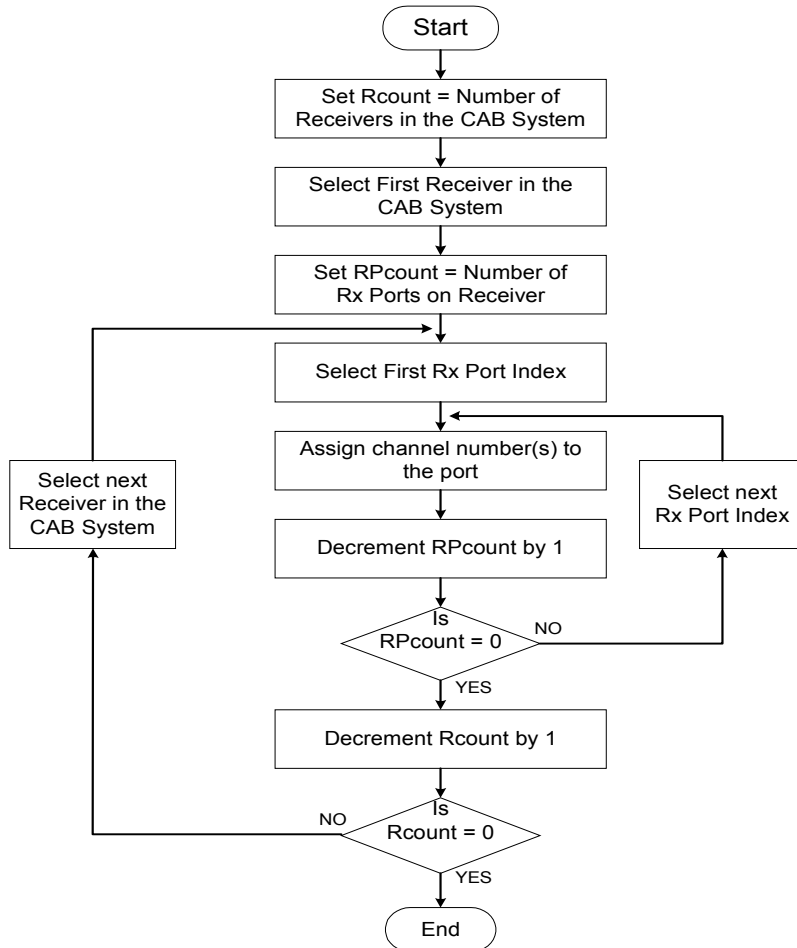 Start
Set Rcount = Number of
Receivers in the CAB System
Select First Receiver in the
CAB System
Set RPcount = Number of
Rx Ports on Receiver
Select First Rx Port Index
Assign channel number(s) to
the port
Select next
Receiver in the
CAB System
Select next
Rx Port Index
Decrement RPcount by 1
Is
RPcount = 0
NO
YES
Decrement Rcount by 1
Is
Rcount = 0
NO
YES
End